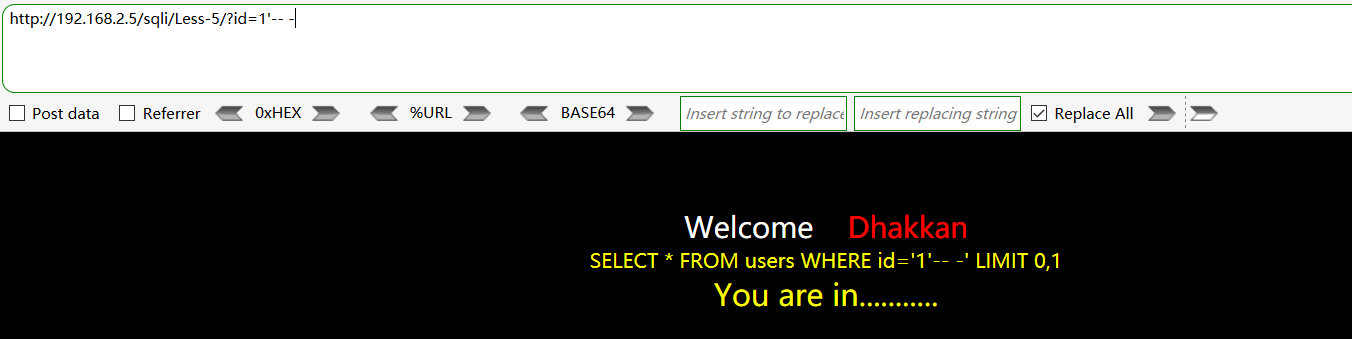 http://192.168.2.5/sqli/Less-5/?id=1'-- -
Post data Referrer 0xHEX %URL BASE64 Insert string to replace Insert replacing string Replace All
Welcome Dhakkan
SELECT * FROM users WHERE id='1'-- -' LIMIT 0,1
You are in...........